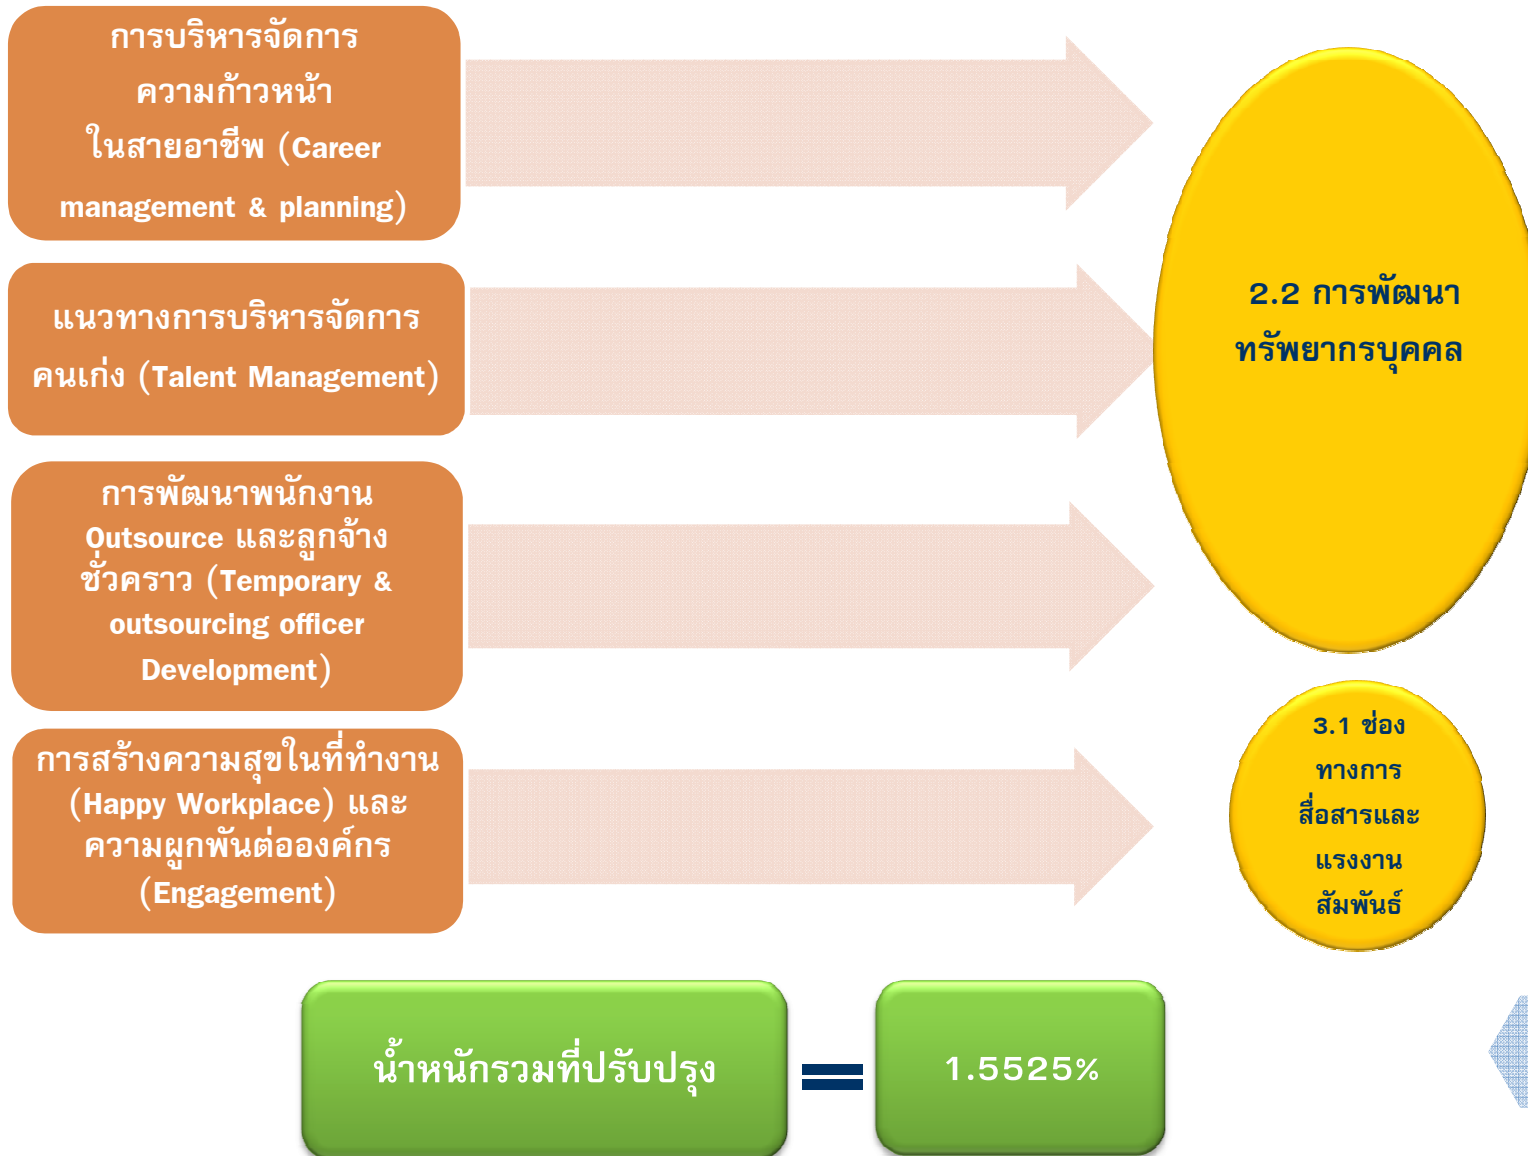 การบริหารจัดการ
ความก้าวหน้า
ในสายอาชีพ (Career
management & planning)
แนวทางการบริหารจัดการ
คนเก่ง (Talent Management)
การพัฒนาพนักงาน
Outsource และลูกจ้าง
ชั่วคราว (Temporary &
outsourcing officer
Development)
การสร้างความสุขในที่ทำงาน
(Happy Workplace) และ
ความผูกพันต่อองค์กร
(Engagement)
2.2 การพัฒนา
ทรัพยากรบุคคล
3.1 ช่อง
ทางการ
สื่อสารและ
แรงงาน
สัมพันธ์
น้ำหนักรวมที่ปรับปรุง
=
1.5525%